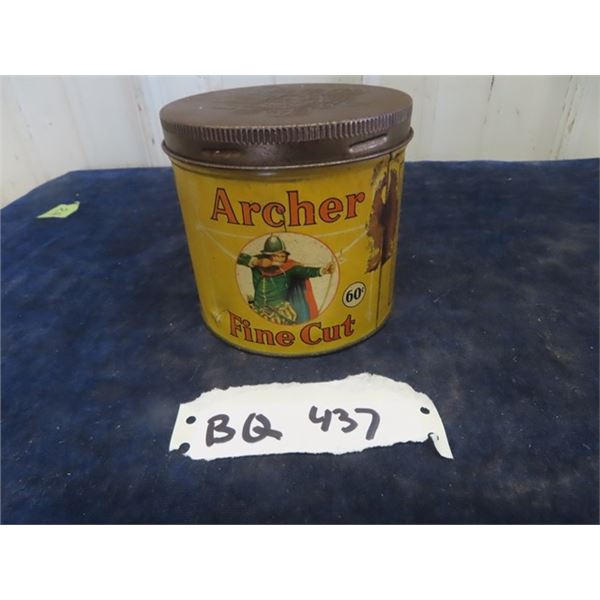 Archer
60¢
Fine Cut
BQ 437